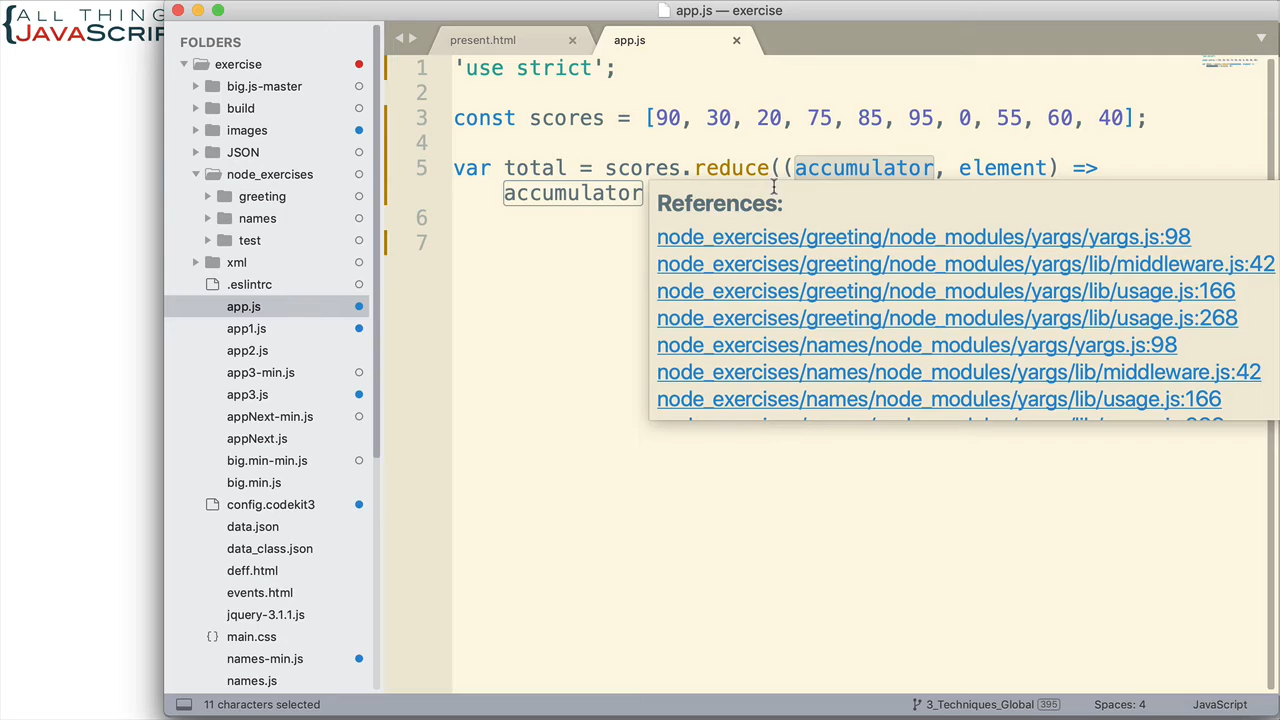 {ALL THINGS
JAVASCRIPT
app.js — exercise
FOLDERS
exercise
big.js-master
build
images
JSON
node_exercises
greeting
names
test
xml
.eslintrc
app.js
app1.js
app2.js
app3-min.js
app3.js
appNext-min.js
appNext.js
big.min-min.js
big.min.js
config.codekit3
data.json
data_class.json
deff.html
events.html
jquery-3.1.1.js
{} main.css
names-min.js
names.js
present.html ×
app.js ×
1 'use strict';
2
3 const scores = [90, 30, 20, 75, 85, 95, 0, 55, 60, 40];
4
5 var total = scores.reduce((accumulator, element) =>
accumulator
6
7
References:
node_exercises/greeting/node_modules/yargs/yargs.js:98
node_exercises/greeting/node_modules/yargs/lib/middleware.js:42
node_exercises/greeting/node_modules/yargs/lib/usage.js:166
node_exercises/greeting/node_modules/yargs/lib/usage.js:268
node_exercises/names/node_modules/yargs/yargs.js:98
node_exercises/names/node_modules/yargs/lib/middleware.js:42
node_exercises/names/node_modules/yargs/lib/usage.js:166
11 characters selected
3_Techniques_Global 395
Spaces: 4
JavaScript